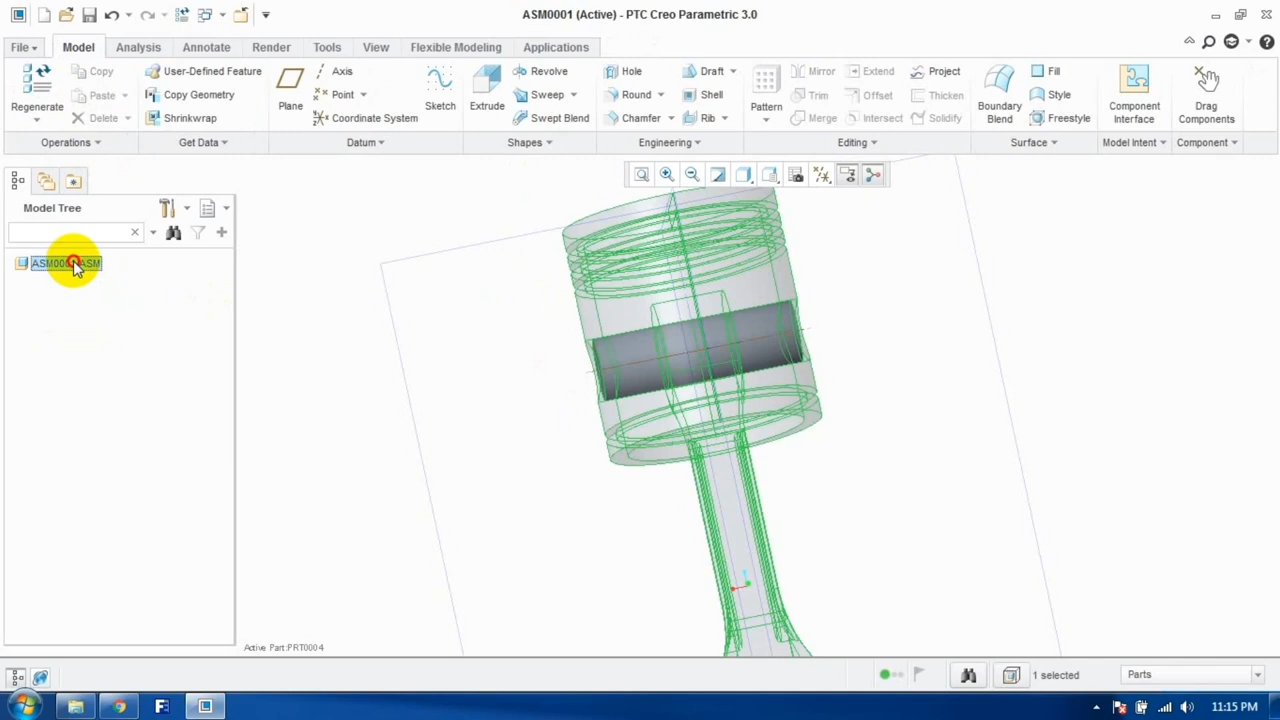 ASM0001 (Active) - PTC Creo Parametric 3.0
File Model Analysis Annotate Render Tools View Flexible Modeling Applications
Regenerate Copy Paste Delete
User-Defined Feature Copy Geometry Shrinkwrap
Plane Axis Point Coordinate System Sketch
Extrude Revolve Sweep Swept Blend
Hole Round Chamfer Draft Shell Rib
Pattern Mirror Trim Merge Extend Offset Intersect Project Thicken Solidify
Boundary Blend Fill Style Freestyle
Component Interface
Drag Components
Operations Get Data Datum Shapes Engineering Editing Surface Model Intent Component
Model Tree
Active Part:PRT0004
1 selected Parts
11:15 PM